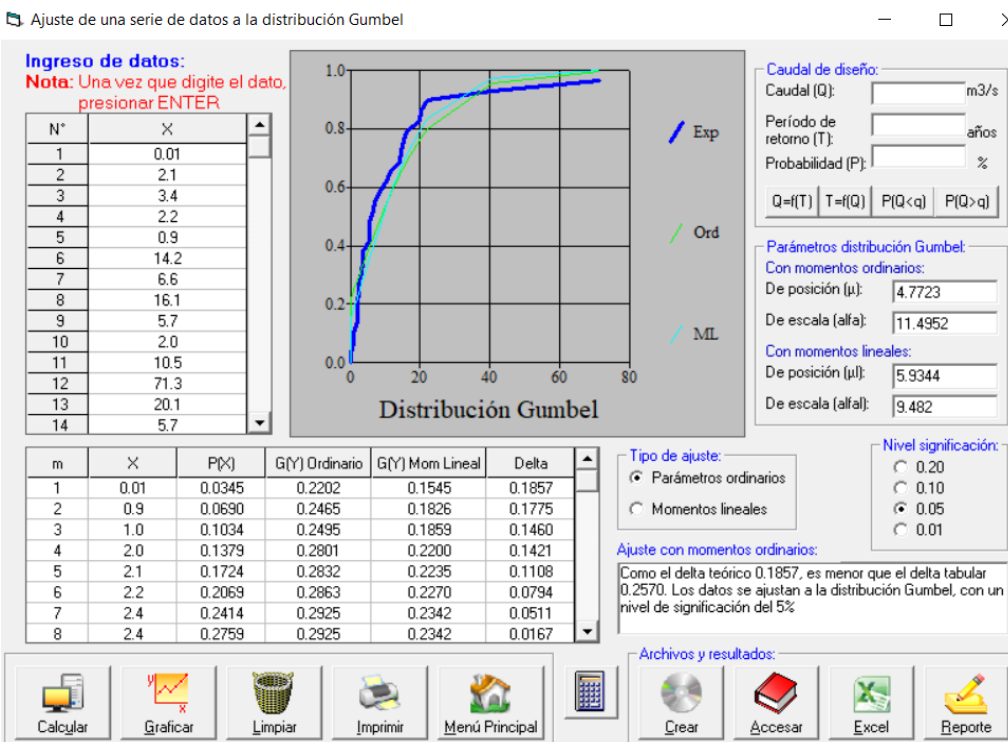 Ajuste de una serie de datos a la distribución Gumbel
Ingreso de datos:
Nota: Una vez que digite el dato,
presionar ENTER
N° X
1 0.01
2 2.1
3 3.4
4 2.2
5 0.9
6 14.2
7 6.6
8 16.1
9 5.7
10 2.0
11 10.5
12 71.3
13 20.1
14 5.7
1.0
0.8
0.6
0.4
0.2
0.0
0 20 40 60 80
Distribución Gumbel
Exp
Ord
ML
Caudal de diseño:
Caudal (Q): m3/s
Período de
retorno (T): años
Probabilidad (P): %
Q=f(T) T=f(Q) P(Q<q) P(Q>q)
Parámetros distribución Gumbel:
Con momentos ordinarios:
De posición (µ): 4.7723
De escala (alfa): 11.4952
Con momentos lineales:
De posición (µl): 5.9344
De escala (alfal): 9.482
m X P(X) G(Y) Ordinario G(Y) Mom Lineal Delta
1 0.01 0.0345 0.2202 0.1545 0.1857
2 0.9 0.0690 0.2465 0.1826 0.1775
3 1.0 0.1034 0.2495 0.1859 0.1460
4 2.0 0.1379 0.2801 0.2200 0.1421
5 2.1 0.1724 0.2832 0.2235 0.1108
6 2.2 0.2069 0.2863 0.2270 0.0794
7 2.4 0.2414 0.2925 0.2342 0.0511
8 2.4 0.2759 0.2925 0.2342 0.0167
Tipo de ajuste:
Parámetros ordinarios
Momentos lineales
Nivel significación:
0.20
0.10
0.05
0.01
Ajuste con momentos ordinarios:
Como el delta teórico 0.1857, es menor que el delta tabular
0.2570. Los datos se ajustan a la distribución Gumbel, con un
nivel de significación del 5%
Calcular Graficar Limpiar Imprimir Menú Principal
Archivos y resultados:
Crear Accesar Excel Reporte